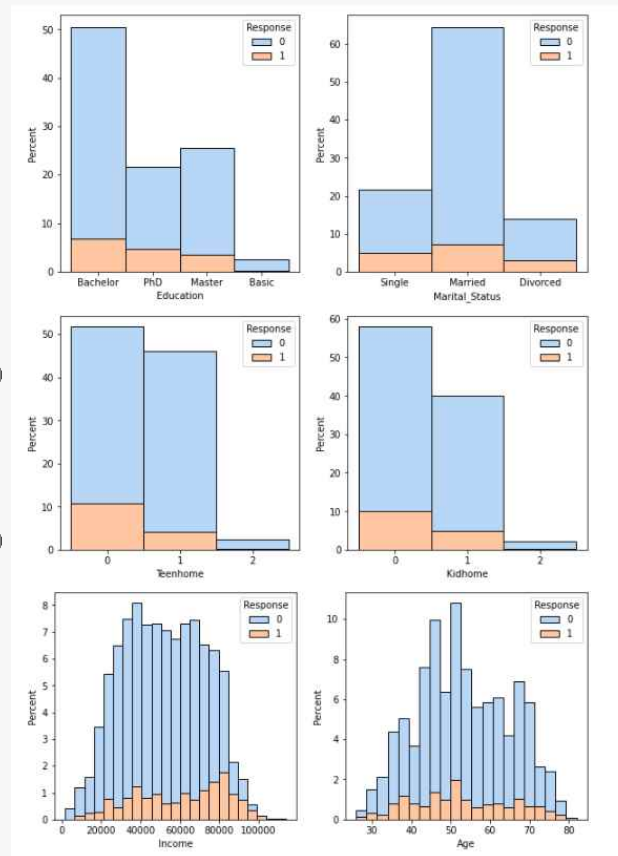 50
40
30
20
10
0
Percent
Response
0
1
Bachelor PhD Master Basic
Education
60
50
40
30
20
10
0
Percent
Response
0
1
Single Married Divorced
Marital_Status
50
40
30
20
10
0
Percent
Response
0
1
0 1 2
Teenhome
60
50
40
30
20
10
0
Percent
Response
0
1
0 1 2
Kidhome
8
7
6
5
4
3
2
1
0
Percent
Response
0
1
0 20000 40000 60000 80000 100000
Income
10
8
6
4
2
0
Percent
Response
0
1
30 40 50 60 70 80
Age